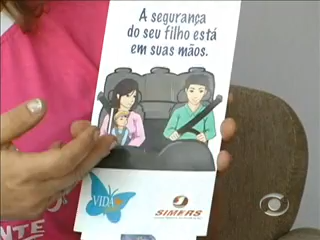 A segurança
do seu filho está
em suas mãos.
VIDA
SIMERS
NTE